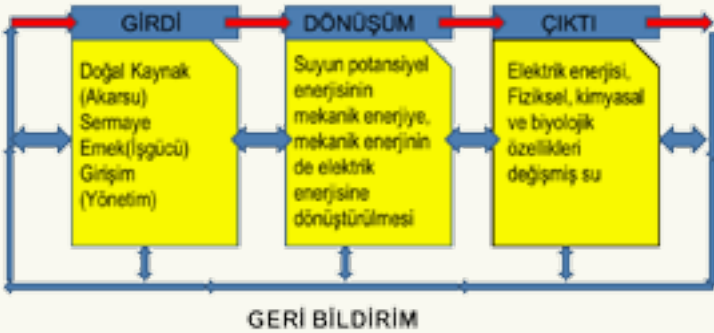 GİRDİ
DÖNÜŞÜM
ÇIKTI
Doğal Kaynak
(Akarsu)
Sermaye
Emek(İşgücü)
Girişim
(Yönetim)
Suyun potansiyel
enerjisinin
mekanik enerjiye,
mekanik enerjinin
de elektrik
enerjisine
dönüştürülmesi
Elektrik enerjisi,
Fiziksel, kimyasal
ve biyolojik
özellikleri
değişmiş su
GERİ BİLDİRİM